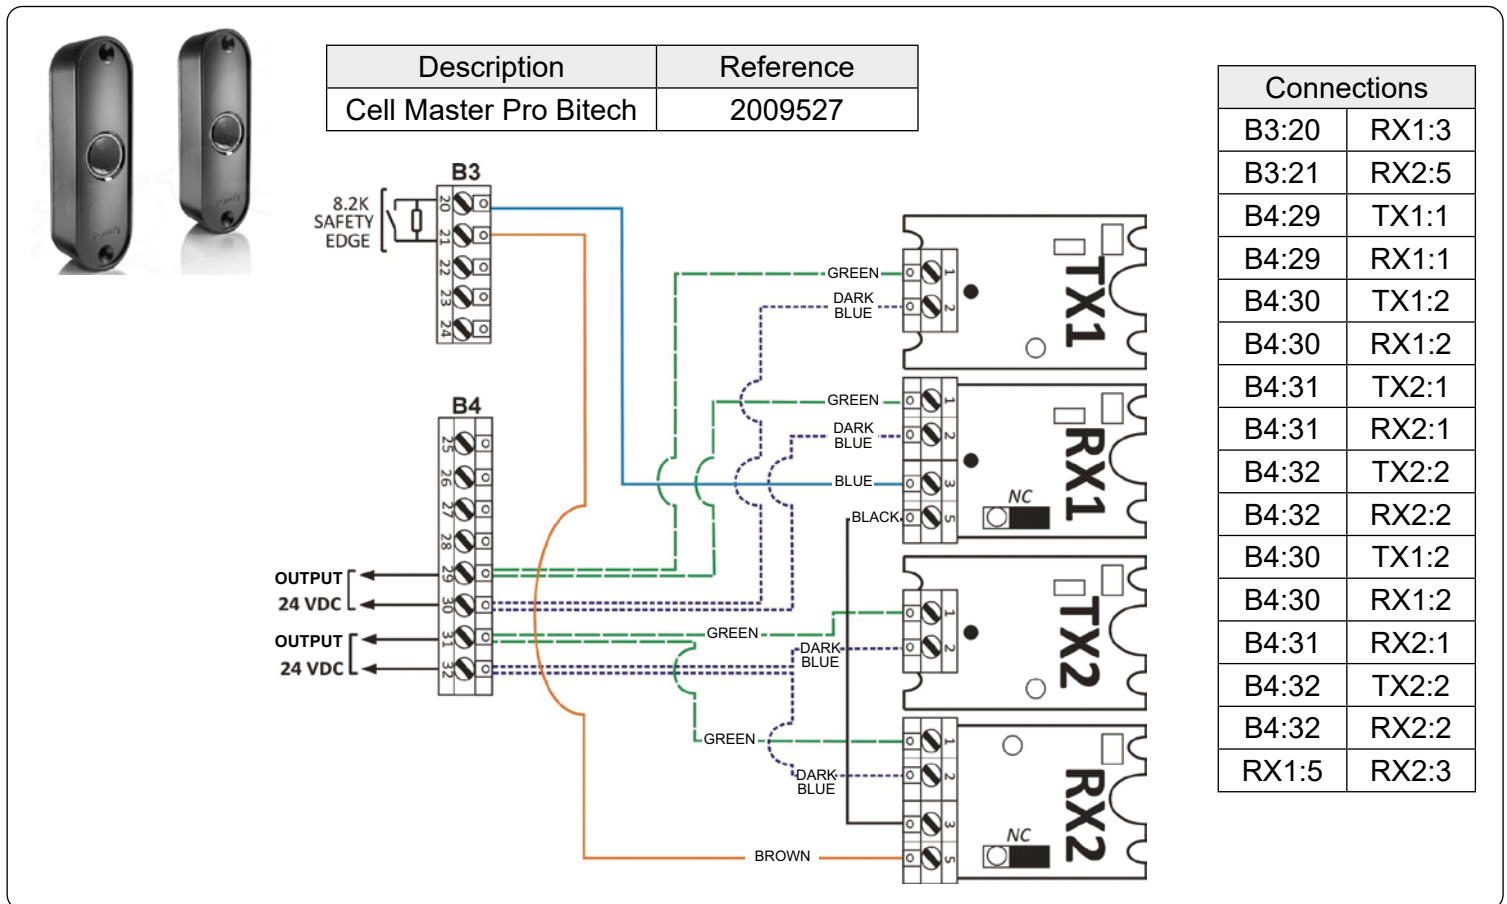 Description Reference
Cell Master Pro Bitech 2009527
Connections
B3:20 RX1:3
B3:21 RX2:5
B4:29 TX1:1
B4:29 RX1:1
B4:30 TX1:2
B4:30 RX1:2
B4:31 TX2:1
B4:31 RX2:1
B4:32 TX2:2
B4:32 RX2:2
B4:30 TX1:2
B4:30 RX1:2
B4:31 RX2:1
B4:32 TX2:2
B4:32 RX2:2
RX1:5 RX2:3
B3
8.2K
SAFETY
EDGE
20
21
22
23
24
B4
25
26
27
28
29
30
31
32
OUTPUT
24 VDC
OUTPUT
24 VDC
GREEN
DARK
BLUE
1
2
TX1
GREEN
DARK
BLUE
BLUE
BLACK
1
2
3
5
NC
RX1
GREEN
DARK
BLUE
1
2
TX2
GREEN
DARK
BLUE
BROWN
1
2
3
5
NC
RX2